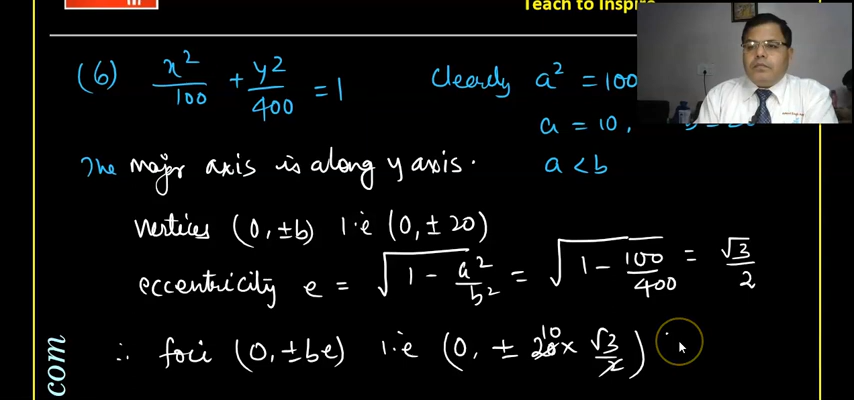 Teach to Inspire
(6) x²/100 + y²/400 = 1 Clearly a² = 100
a = 10,
The major axis is along y axis. a < b
vertices (0, ±b) i.e (0, ± 20)
eccentricity e = √(1 - a²/b²) = √(1 - 100/400) = √3/2
∴ foci (0, ±be) i.e (0, ± 20 10 × √3/2)
com